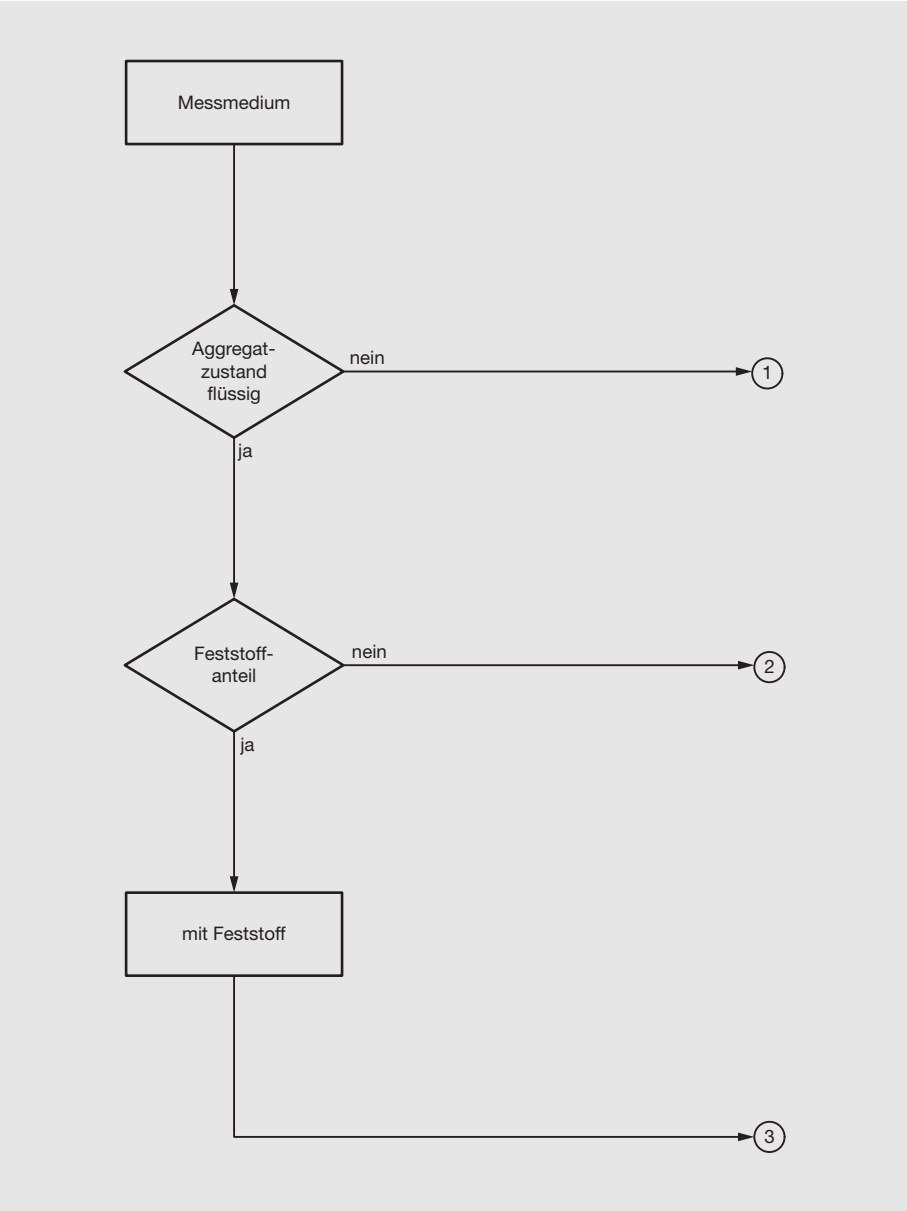 Messmedium
Aggregat-
zustand
flüssig
nein
1
ja
Feststoff-
anteil
nein
2
ja
mit Feststoff
3